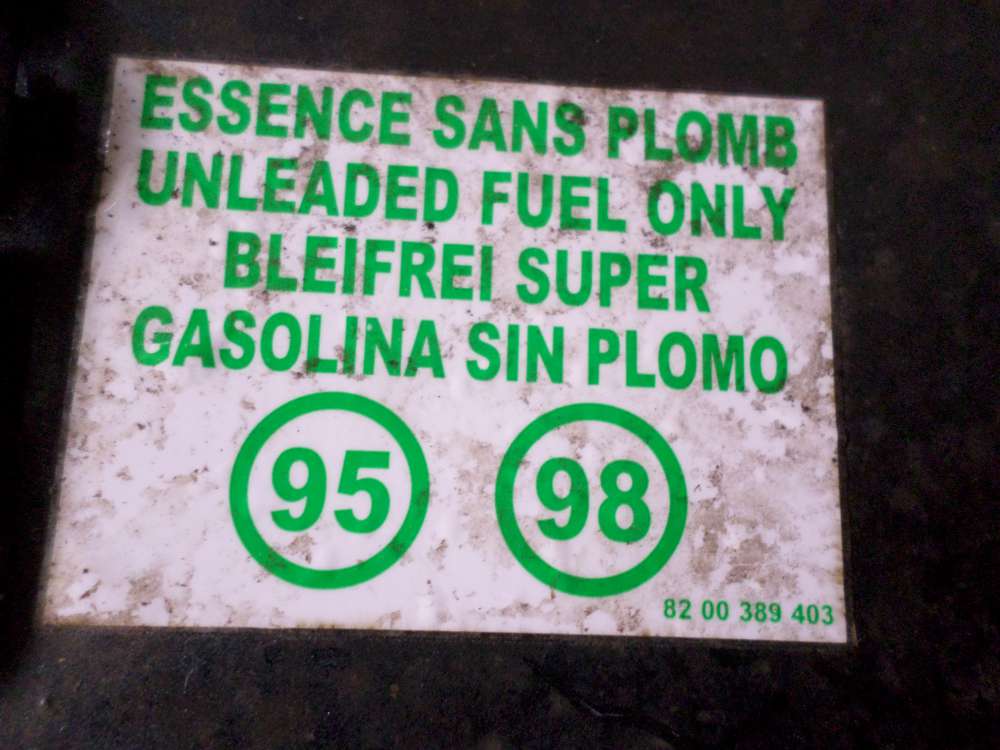 ESSENCE SANS PLOMB
UNLEADED FUEL ONLY
BLEIFREI SUPER
GASOLINA SIN PLOMO
95 98
82 00 389 403